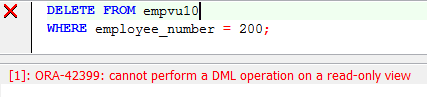 DELETE FROM empvu10
WHERE employee_number = 200;
[1]: ORA-42399: cannot perform a DML operation on a read-only view